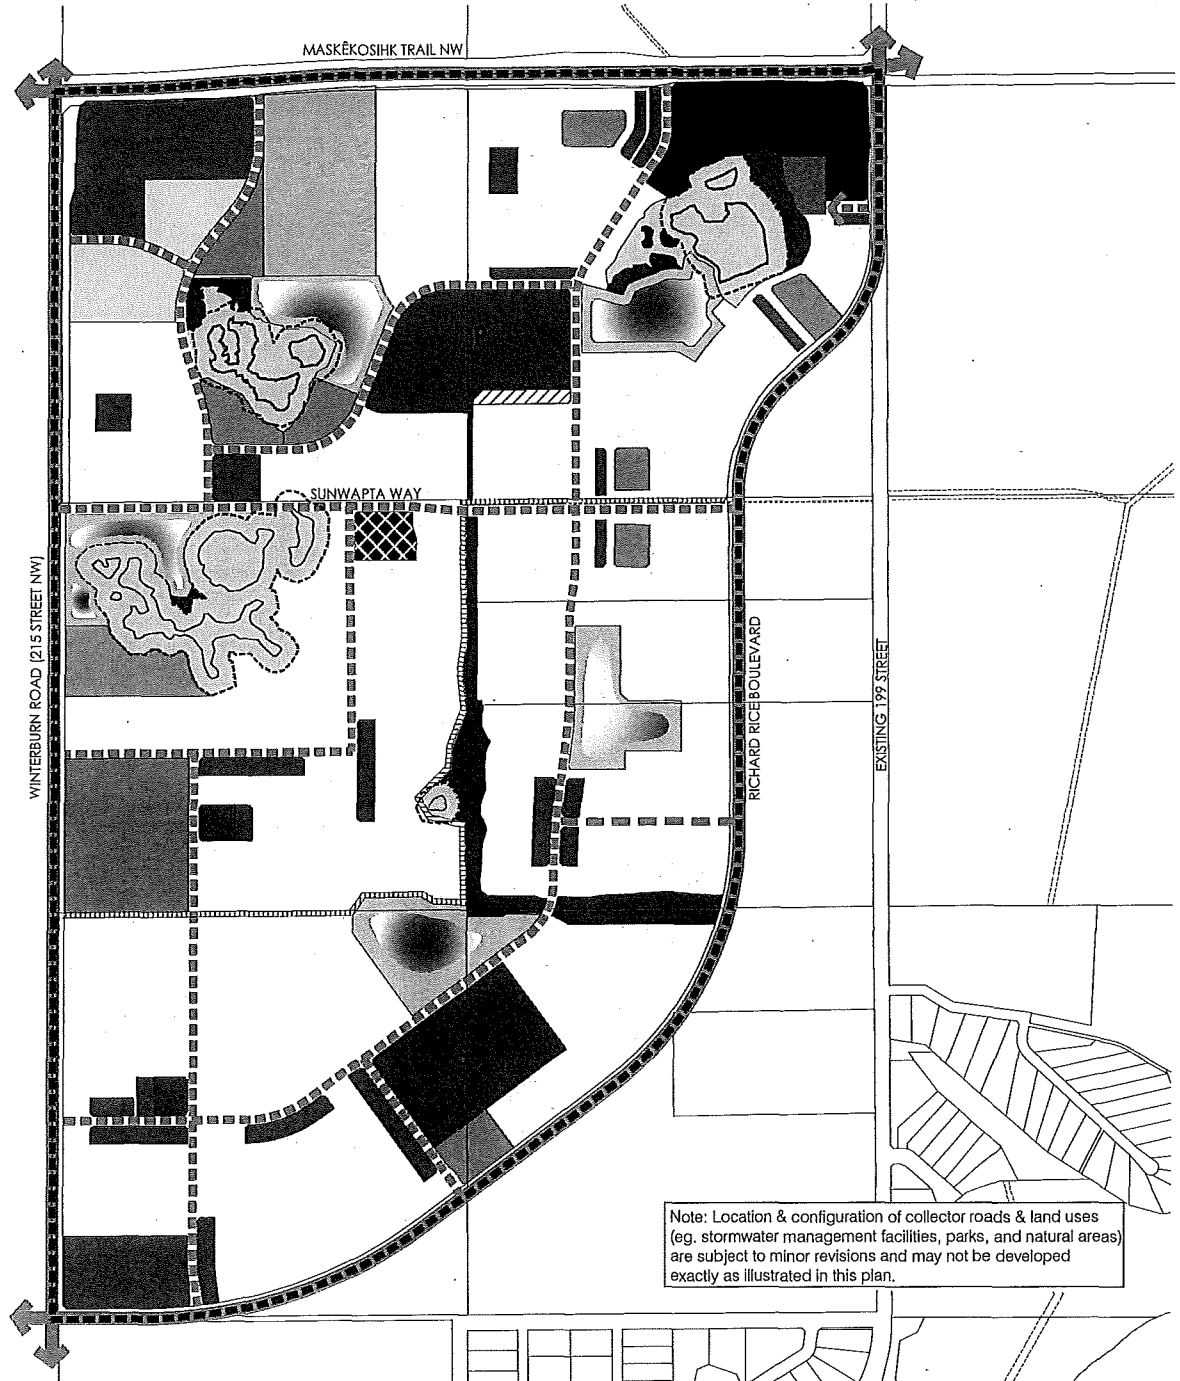 MASKÊKOSIHK TRAIL NW
SUNWAPTA WAY
WINTERBURN ROAD (215 STREET NW)
RICHARD RICE BOULEVARD
EXISTING 199 STREET
Note: Location & configuration of collector roads & land uses
(eg. stormwater management facilities, parks, and natural areas)
are subject to minor revisions and may not be developed
exactly as illustrated in this plan.